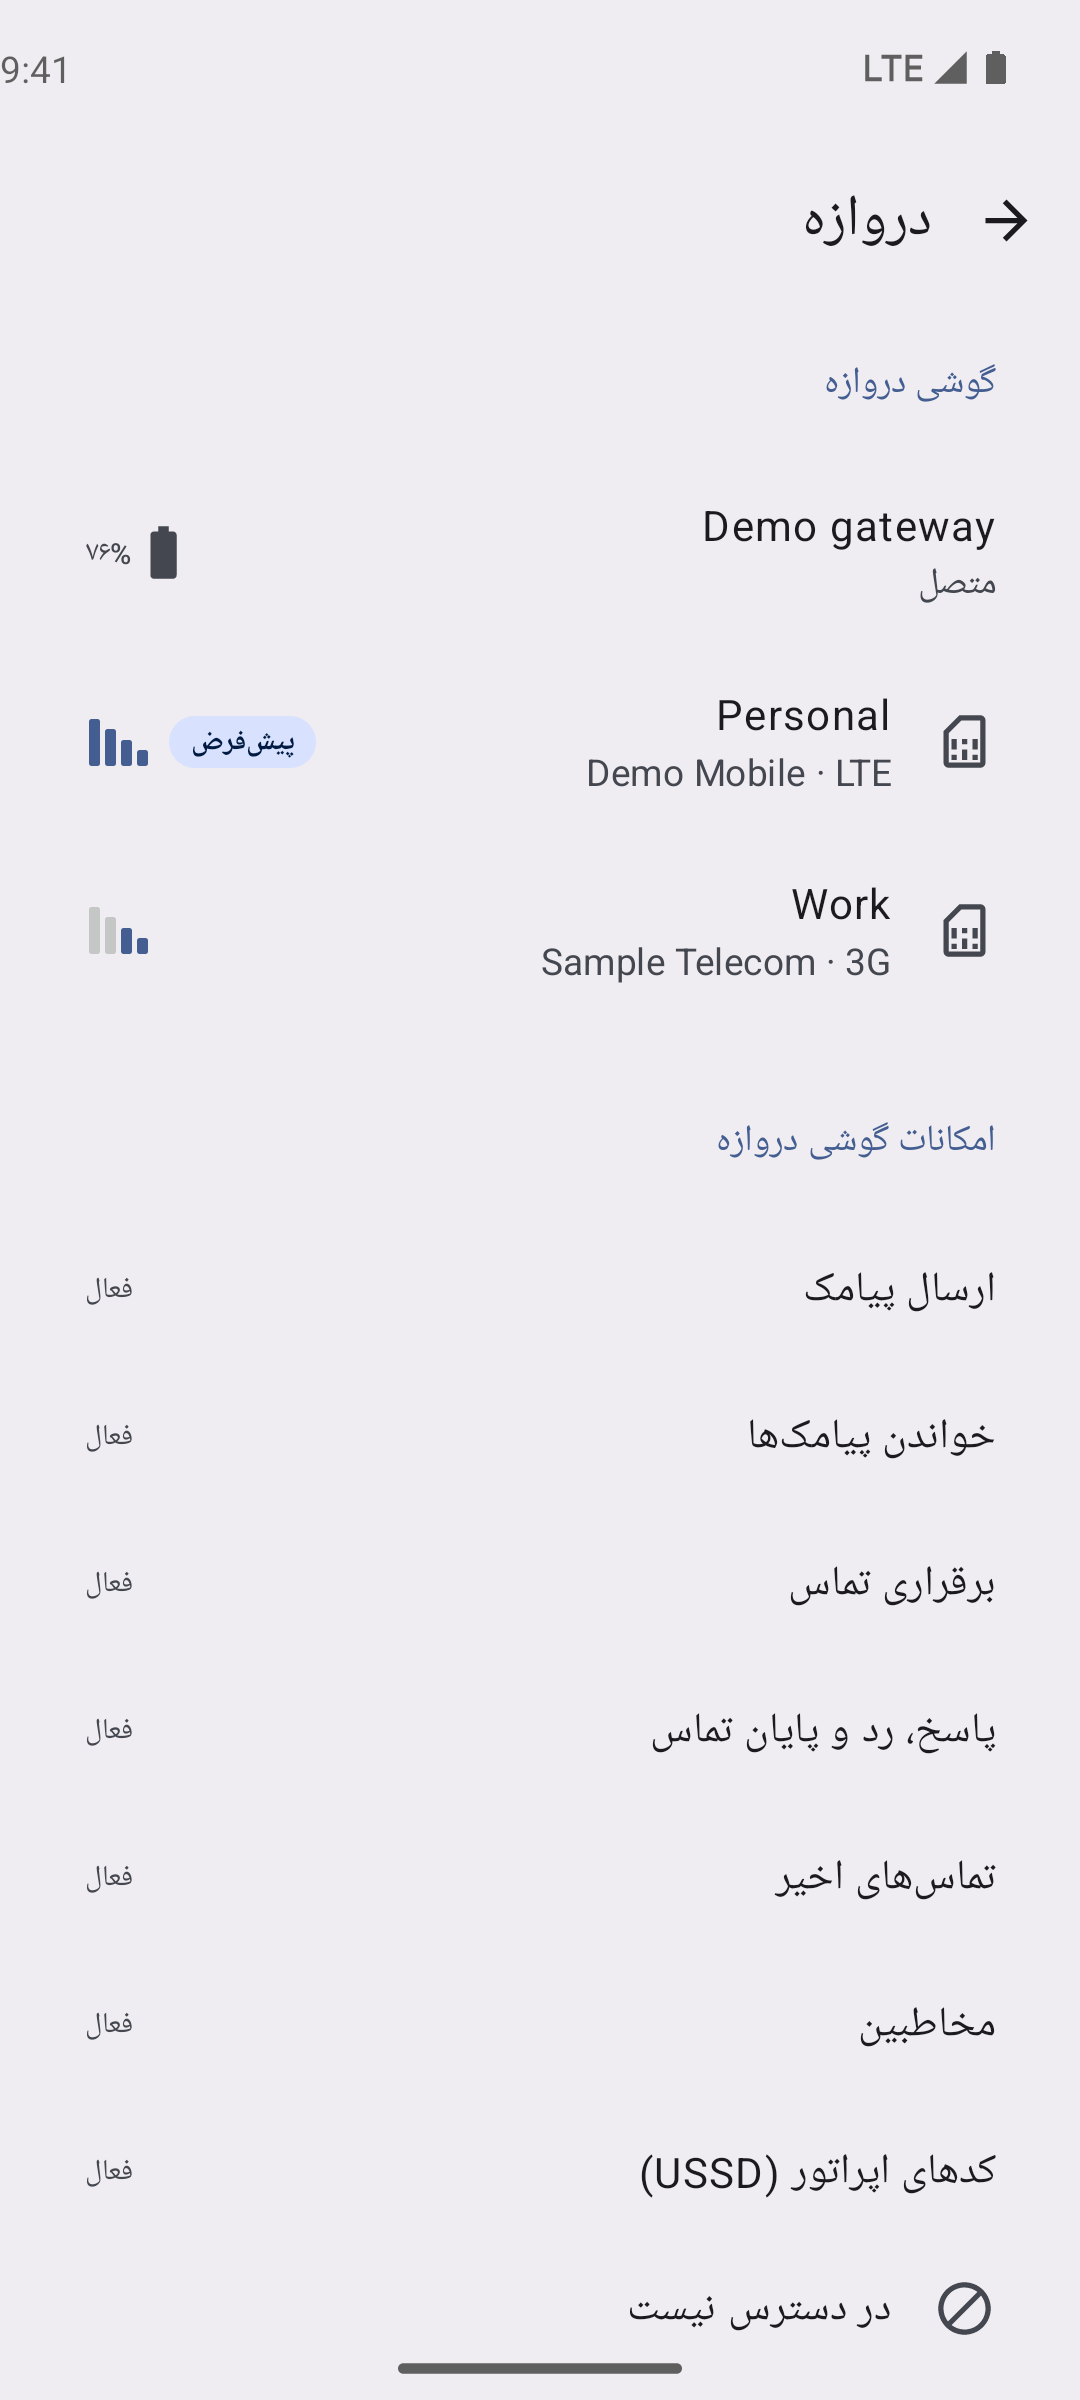 9:41
LTE
دروازه
گوشی دروازه
Demo gateway
متصل
۷۶%
Personal
Demo Mobile · LTE
پیش‌فرض
Work
Sample Telecom · 3G
امکانات گوشی دروازه
ارسال پیامک
فعال
خواندن پیامک‌ها
فعال
برقراری تماس
فعال
پاسخ، رد و پایان تماس
فعال
تماس‌های اخیر
فعال
مخاطبین
فعال
کدهای اپراتور (USSD)
فعال
در دسترس نیست